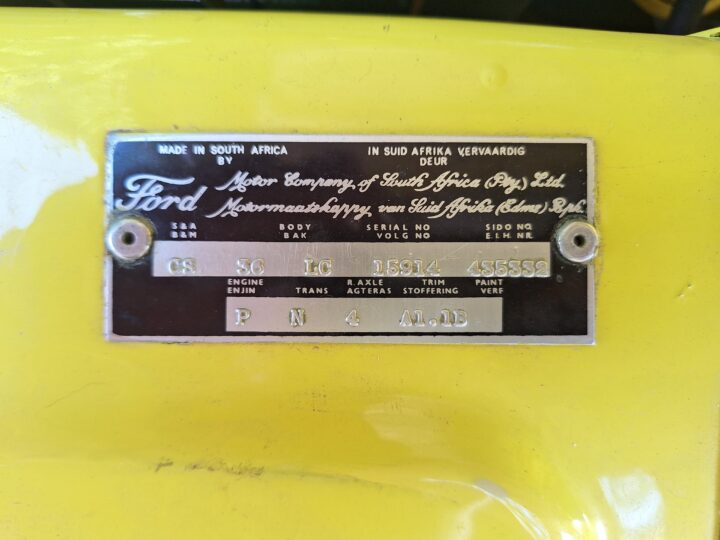 MADE IN SOUTH AFRICA IN SUID AFRIKA VERVAARDIG
BY DEUR
Ford Motor Company of South Africa (Pty.) Ltd.
Motormaatskappy van Suid Afrika (Edms) Bpk
S & A BODY SERIAL NO SIDO NO.
B & M BAK VOLG NO E.I.H. NR.
CS 36 LC 15914 435332
ENGINE R.AXLE TRIM PAINT
ENJIN TRANS AGTERAS STOFFERING VERF
P N 4 A1.1B